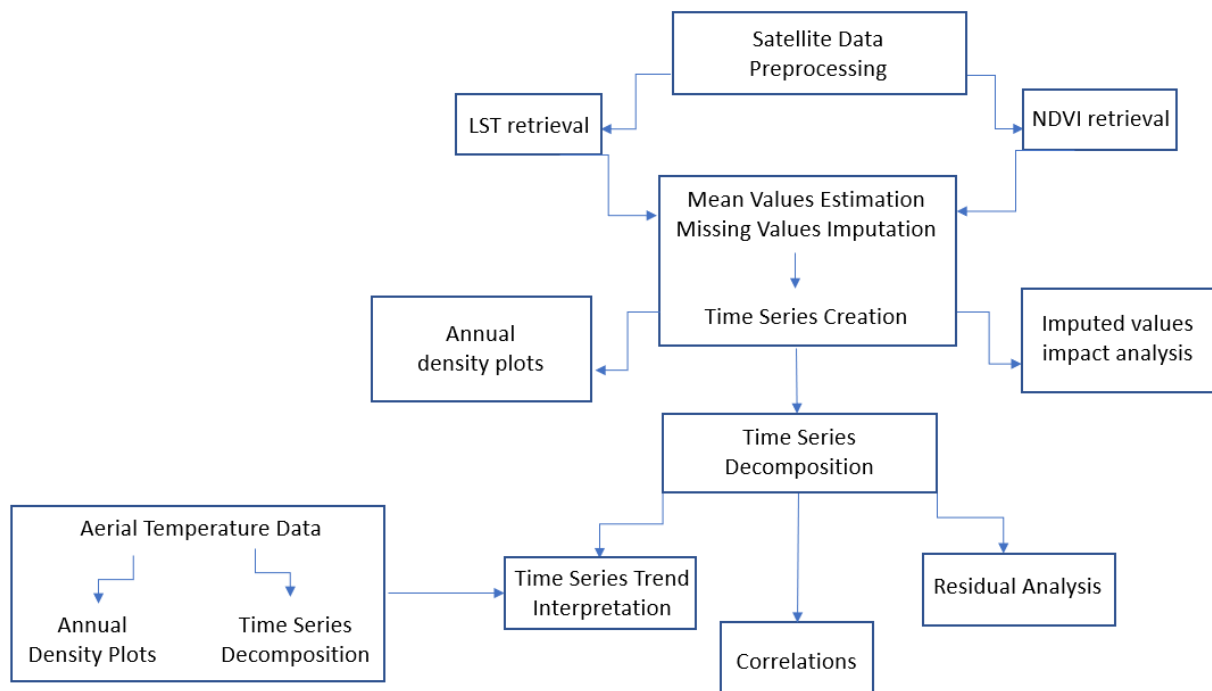 Satellite Data
Preprocessing
LST retrieval
NDVI retrieval
Mean Values Estimation
Missing Values Imputation
Time Series Creation
Annual
density plots
Imputed values
impact analysis
Time Series
Decomposition
Aerial Temperature Data
Annual
Density Plots
Time Series
Decomposition
Time Series Trend
Interpretation
Residual Analysis
Correlations